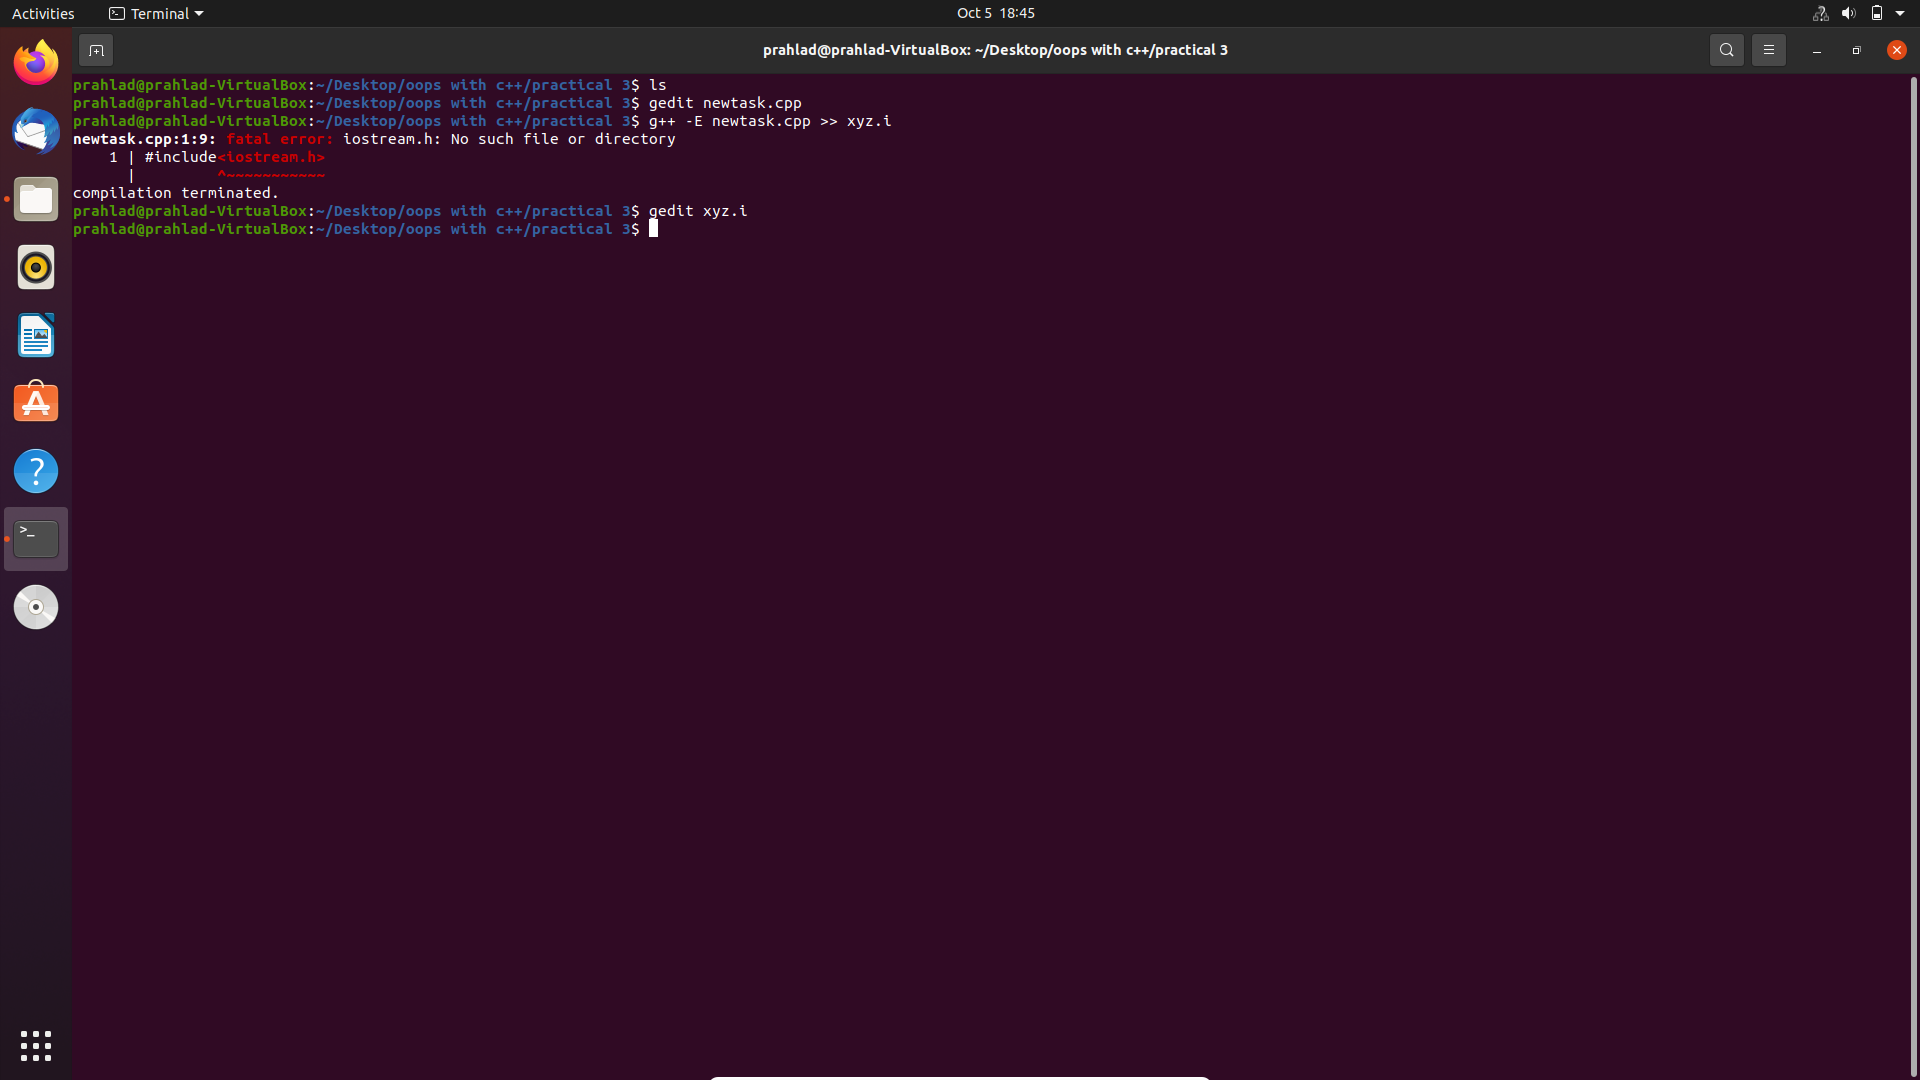 Activities
Terminal
Oct 5 18:45
prahlad@prahlad-VirtualBox: ~/Desktop/oops with c++/practical 3
prahlad@prahlad-VirtualBox:~/Desktop/oops with c++/practical 3$ ls
prahlad@prahlad-VirtualBox:~/Desktop/oops with c++/practical 3$ gedit newtask.cpp
prahlad@prahlad-VirtualBox:~/Desktop/oops with c++/practical 3$ g++ -E newtask.cpp >> xyz.i
newtask.cpp:1:9: fatal error: iostream.h: No such file or directory
    1 | #include<iostream.h>
      |         ^~~~~~~~~~~~
compilation terminated.
prahlad@prahlad-VirtualBox:~/Desktop/oops with c++/practical 3$ gedit xyz.i
prahlad@prahlad-VirtualBox:~/Desktop/oops with c++/practical 3$